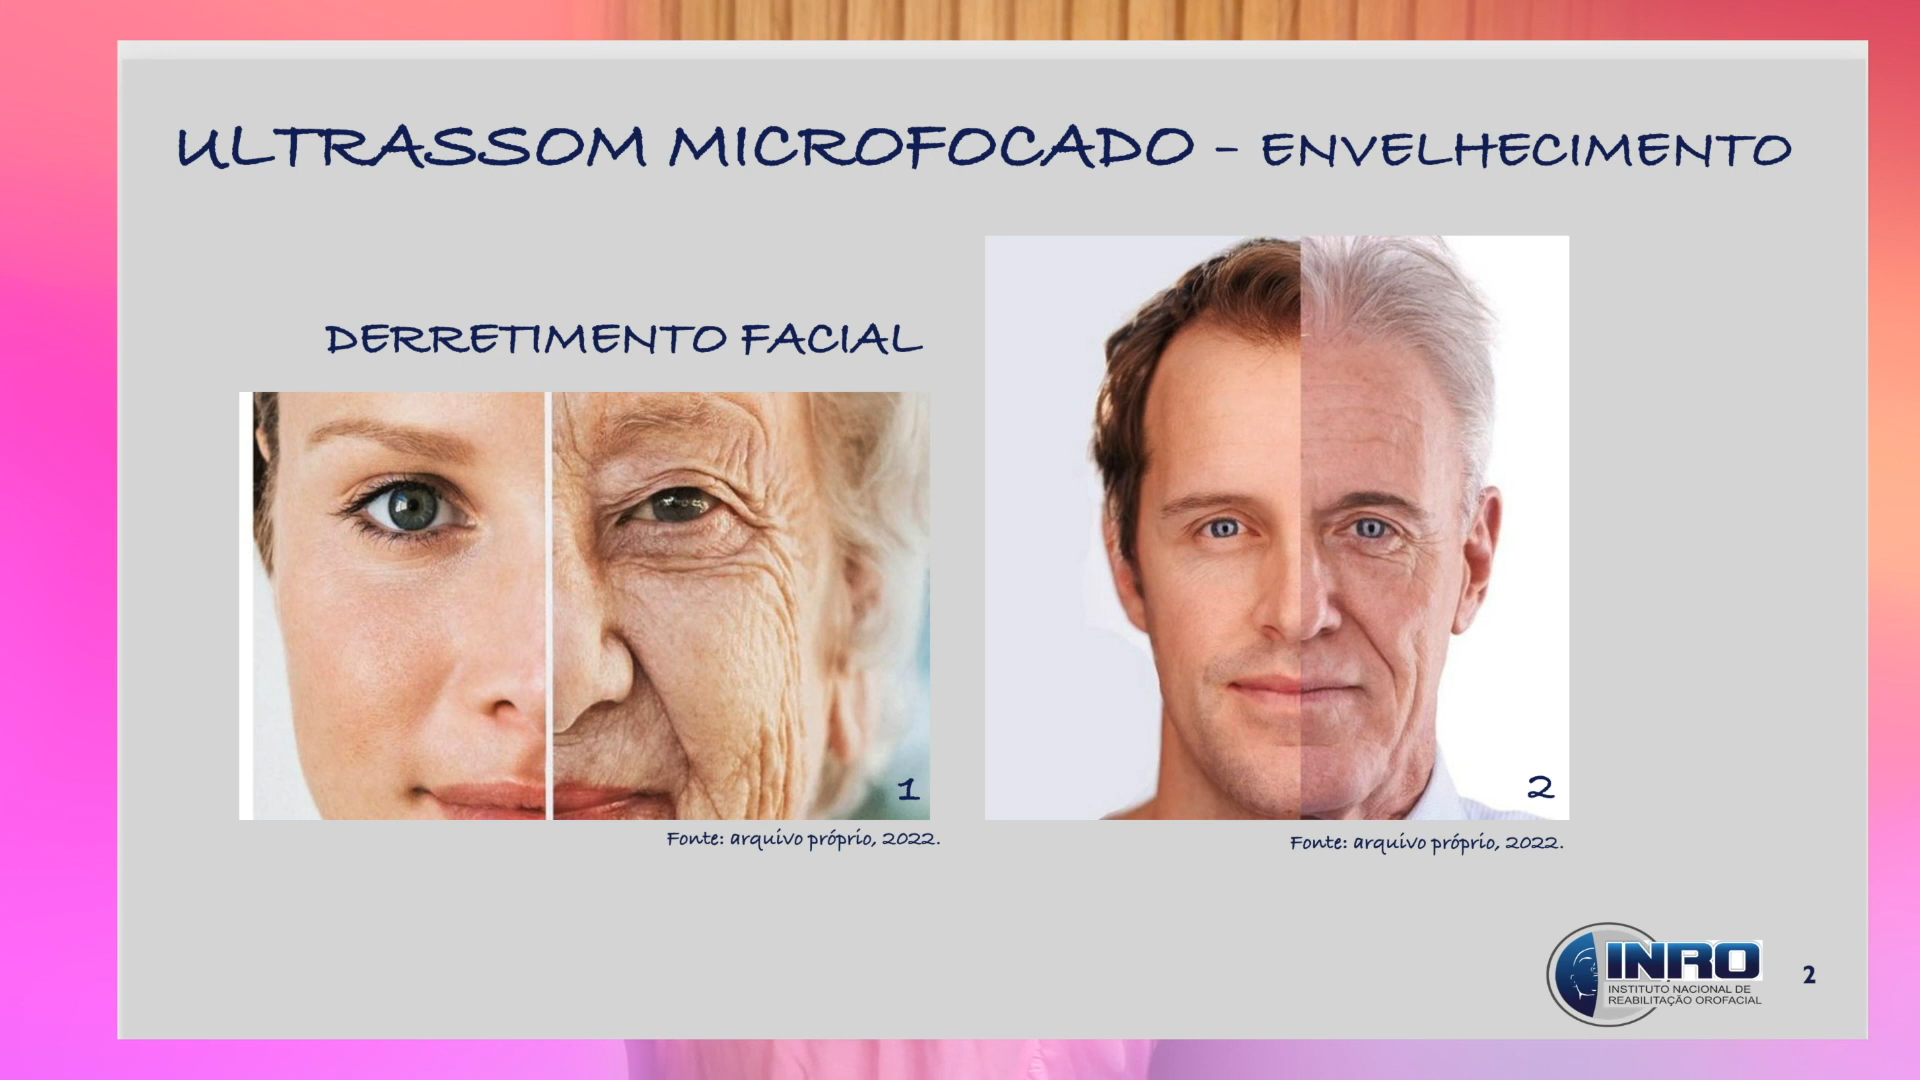 ULTRASSOM MICROFOCADO - ENVELHECIMENTO
DERRETIMENTO FACIAL
1
2
Fonte: arquivo próprio, 2022.
Fonte: arquivo próprio, 2022.
INRO
INSTITUTO NACIONAL DE
REABILITAÇÃO OROFACIAL
2